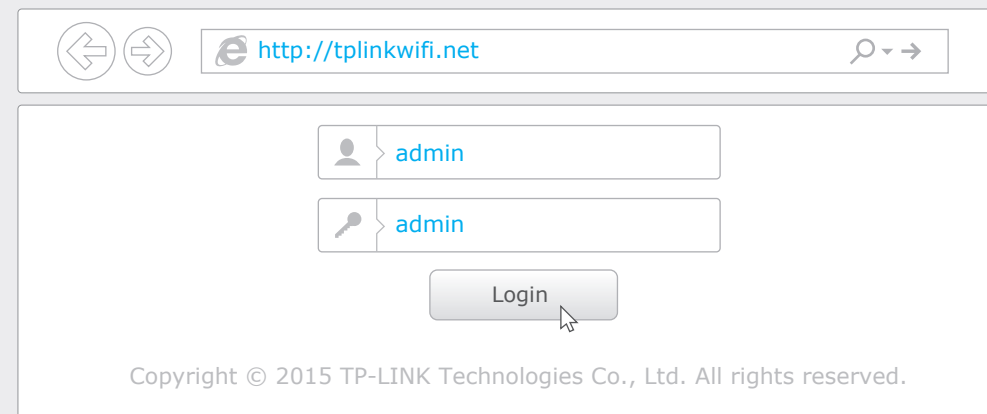 http://tplinkwifi.net
admin
admin
Login
Copyright © 2015 TP-LINK Technologies Co., Ltd. All rights reserved.